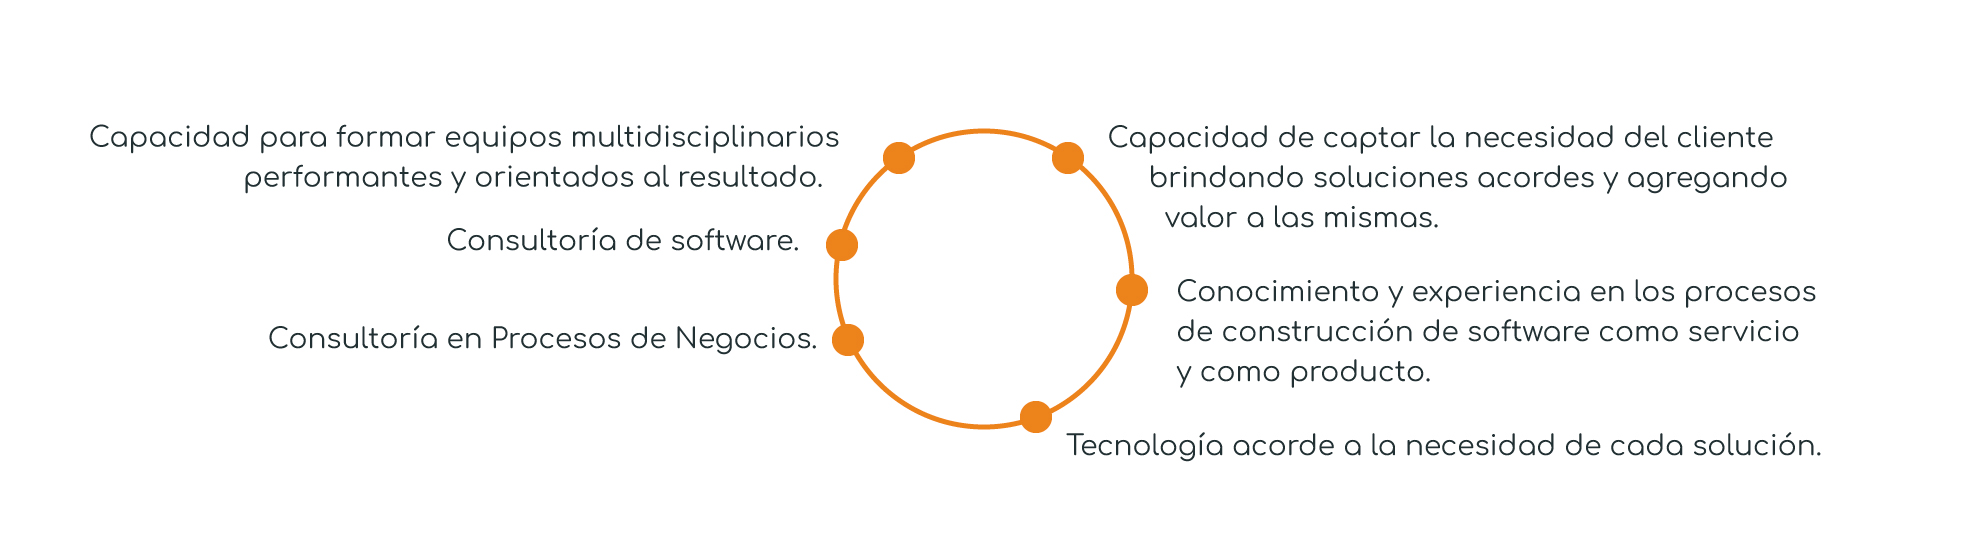 Capacidad para formar equipos multidisciplinarios
performantes y orientados al resultado.
Consultoría de software.
Consultoría en Procesos de Negocios.
Capacidad de captar la necesidad del cliente
brindando soluciones acordes y agregando
valor a las mismas.
Conocimiento y experiencia en los procesos
de construcción de software como servicio
y como producto.
Tecnología acorde a la necesidad de cada solución.